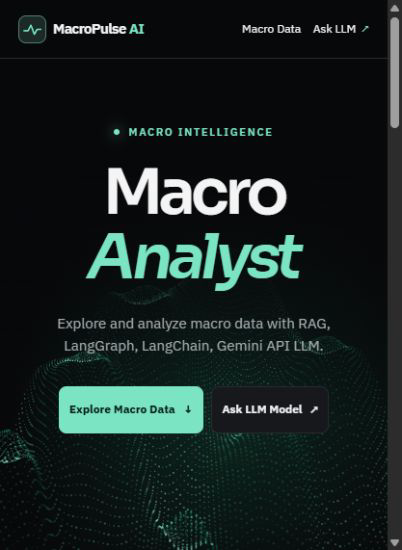 MacroPulse AI
Macro Data
Ask LLM ↗
MACRO INTELLIGENCE
Macro
Analyst
Explore and analyze macro data with RAG,
LangGraph, LangChain, Gemini API LLM.
Explore Macro Data ↓
Ask LLM Model ↗